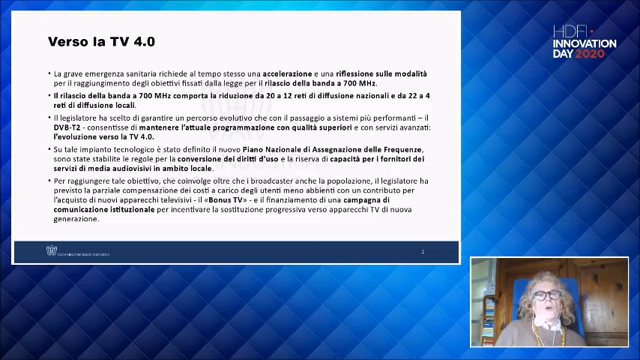 Verso la TV 4.0
HDFI
INNOVATION
DAY 2020
• La grave emergenza sanitaria richiede al tempo stesso una accelerazione e una riflessione sulle modalità
per il raggiungimento degli obiettivi fissati dalla legge per il rilascio della banda a 700 MHz.
• Il rilascio della banda a 700 MHz comporta la riduzione da 20 a 12 reti di diffusione nazionali e da 22 a 4
reti di diffusione locali.
• Il legislatore ha scelto di garantire un percorso evolutivo che con il passaggio a sistemi più performanti – il
DVB-T2 - consentisse di mantenere l'attuale programmazione con qualità superiori e con servizi avanzati:
l'evoluzione verso la TV 4.0.
• Su tale impianto tecnologico è stato definito il nuovo Piano Nazionale di Assegnazione delle Frequenze,
sono state stabilite le regole per la conversione dei diritti d'uso e la riserva di capacità per i fornitori dei
servizi di media audiovisivi in ambito locale.
• Per raggiungere tale obiettivo, che coinvolge oltre che i broadcaster anche la popolazione, il legislatore ha
previsto la parziale compensazione dei costi a carico degli utenti meno abbienti con un contributo per
l'acquisto di nuovi apparecchi televisivi - il «Bonus TV» - e il finanziamento di una campagna di
comunicazione istituzionale per incentivare la sostituzione progressiva verso apparecchi TV di nuova
generazione.
2